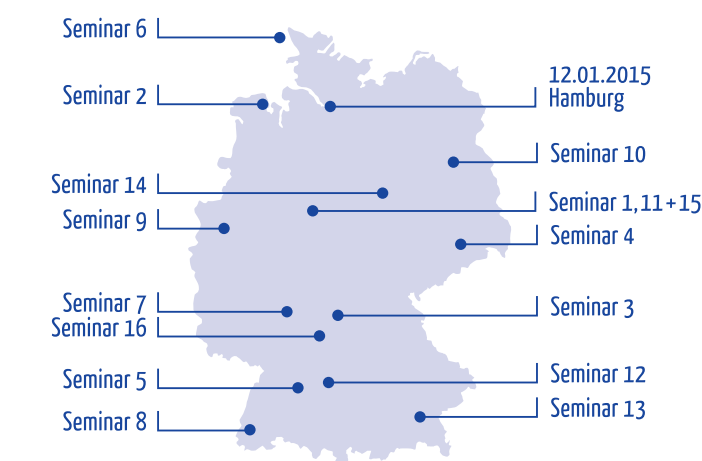 Seminar 6
Seminar 2
Seminar 14
Seminar 9
Seminar 7
Seminar 16
Seminar 5
Seminar 8
12.01.2015
Hamburg
Seminar 10
Seminar 1,11+15
Seminar 4
Seminar 3
Seminar 12
Seminar 13